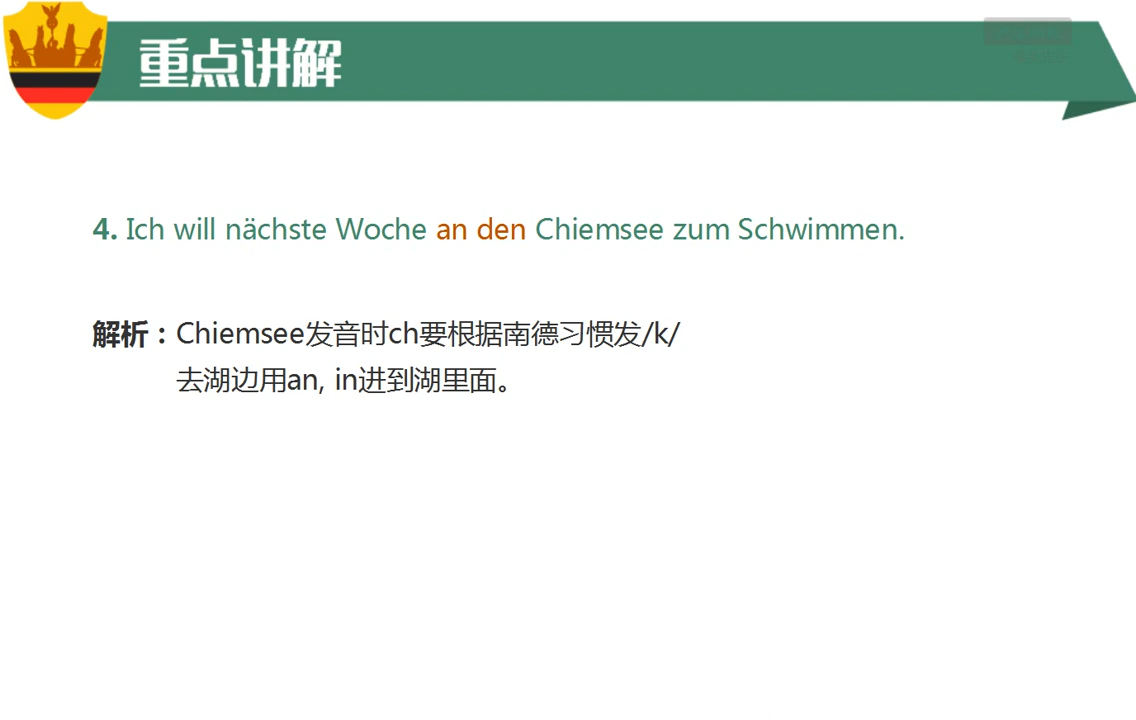 重点讲解
4. Ich will nächste Woche an den Chiemsee zum Schwimmen.
解析：Chiemsee发音时ch要根据南德习惯发/k/
去湖边用an, in进到湖里面。